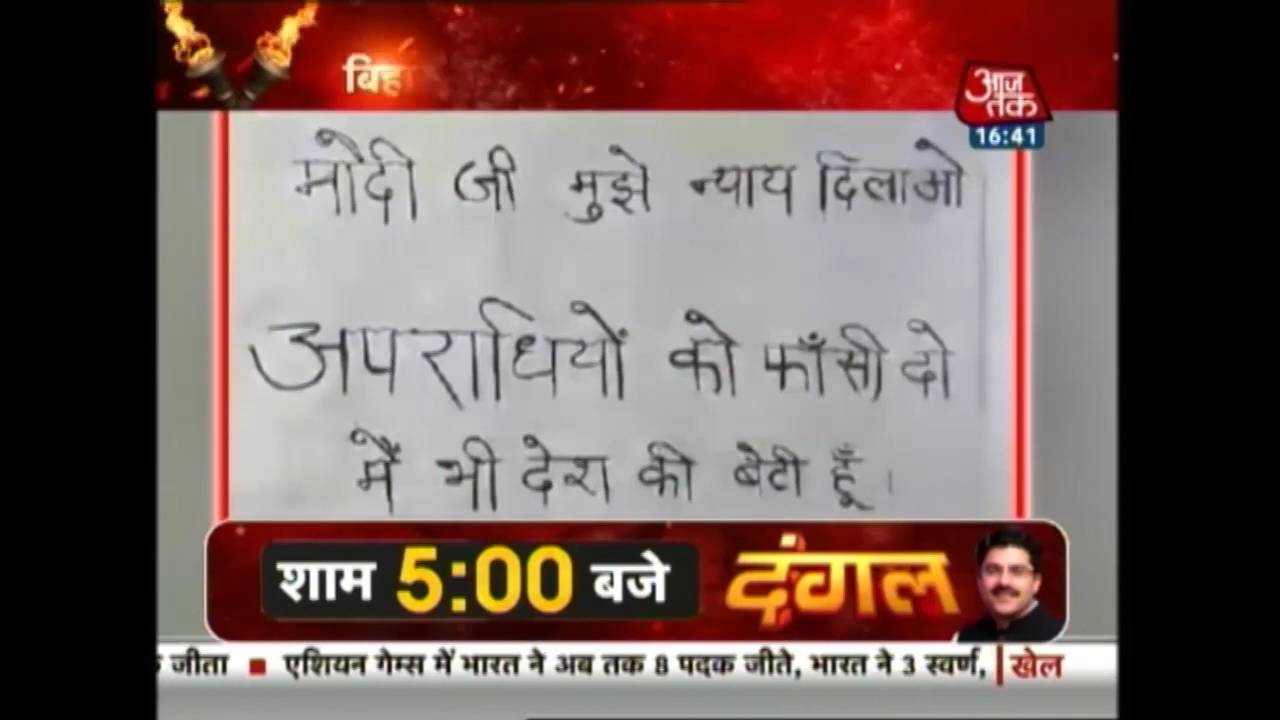 बिहा
आज
तक
16:41
मोदी जी मुझे न्याय दिलाओ
अपराधियों को फाँसी दो
मैं भी देश की बेटी हूँ।
शाम 5:00 बजे
दंगल
जीता ■ एशियन गेम्स में भारत ने अब तक 8 पदक जीते, भारत ने 3 स्वर्ण, | खेल